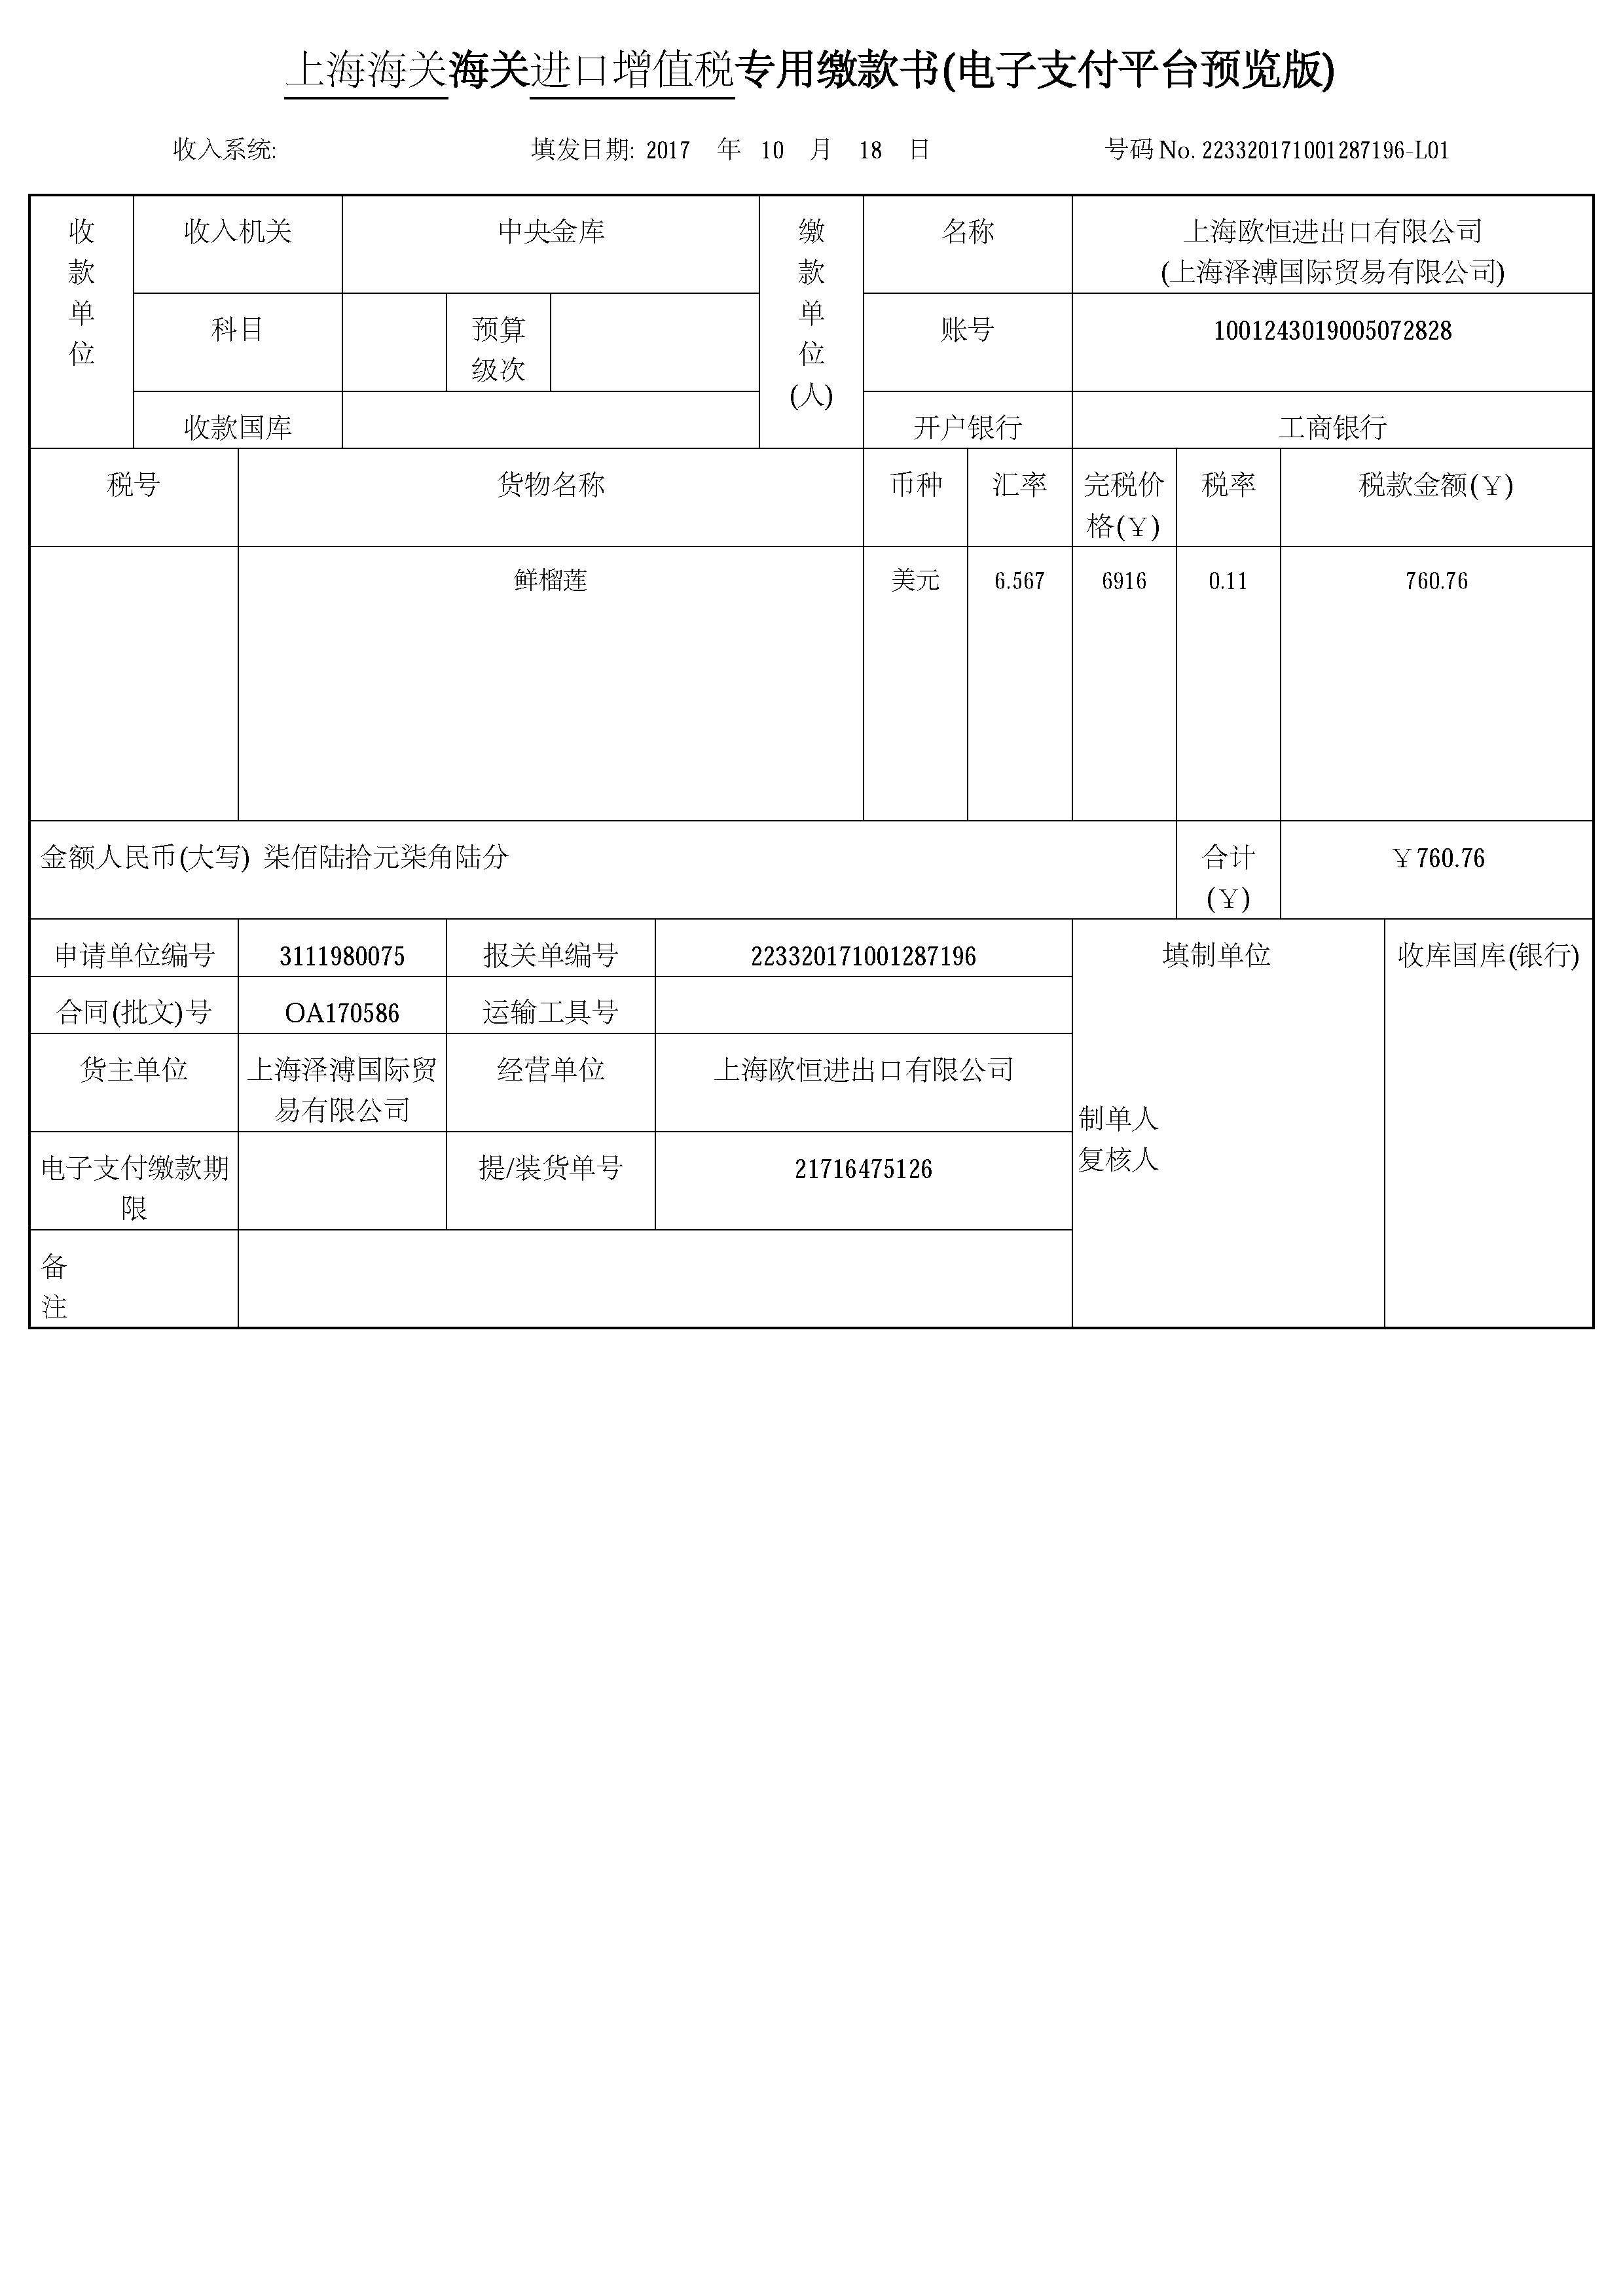 上海海关海关进口增值税专用缴款书(电子支付平台预览版)
收入系统: 填发日期: 2017 年 10 月 18 日 号码 No. 223320171001287196-L01
收款单位 收入机关 中央金库 缴款单位(人) 名称 上海欧恒进出口有限公司
(上海泽溥国际贸易有限公司)
科目 预算级次 账号 1001243019005072828
收款国库 开户银行 工商银行
税号 货物名称 币种 汇率 完税价格(¥) 税率 税款金额(¥)
鲜榴莲 美元 6.567 6916 0.11 760.76
金额人民币(大写) 柒佰陆拾元柒角陆分 合计(¥) ¥760.76
申请单位编号 3111980075 报关单编号 223320171001287196 填制单位 收库国库(银行)
合同(批文)号 OA170586 运输工具号
货主单位 上海泽溥国际贸易有限公司 经营单位 上海欧恒进出口有限公司
制单人
复核人
电子支付缴款期限 提/装货单号 21716475126
备
注